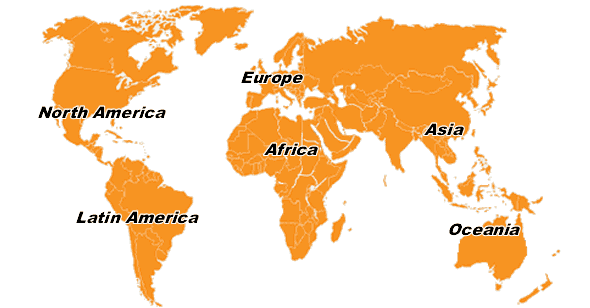 Europe
North America
Asia
Africa
Latin America
Oceania